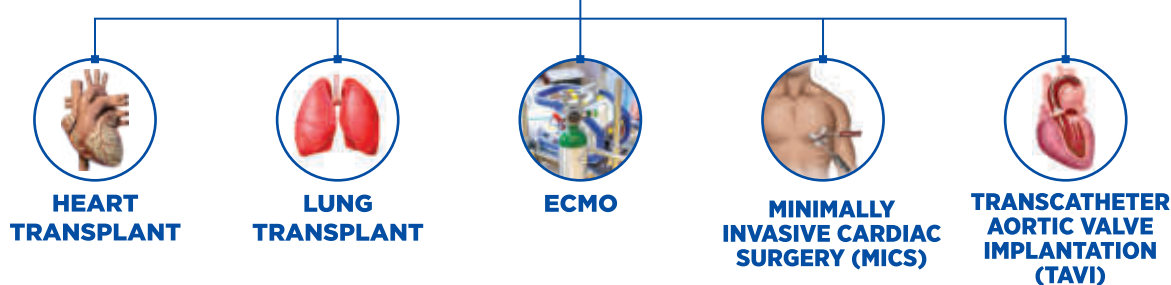 HEART
TRANSPLANT
LUNG
TRANSPLANT
ECMO
MINIMALLY
INVASIVE CARDIAC
SURGERY (MICS)
TRANSCATHETER
AORTIC VALVE
IMPLANTATION
(TAVI)